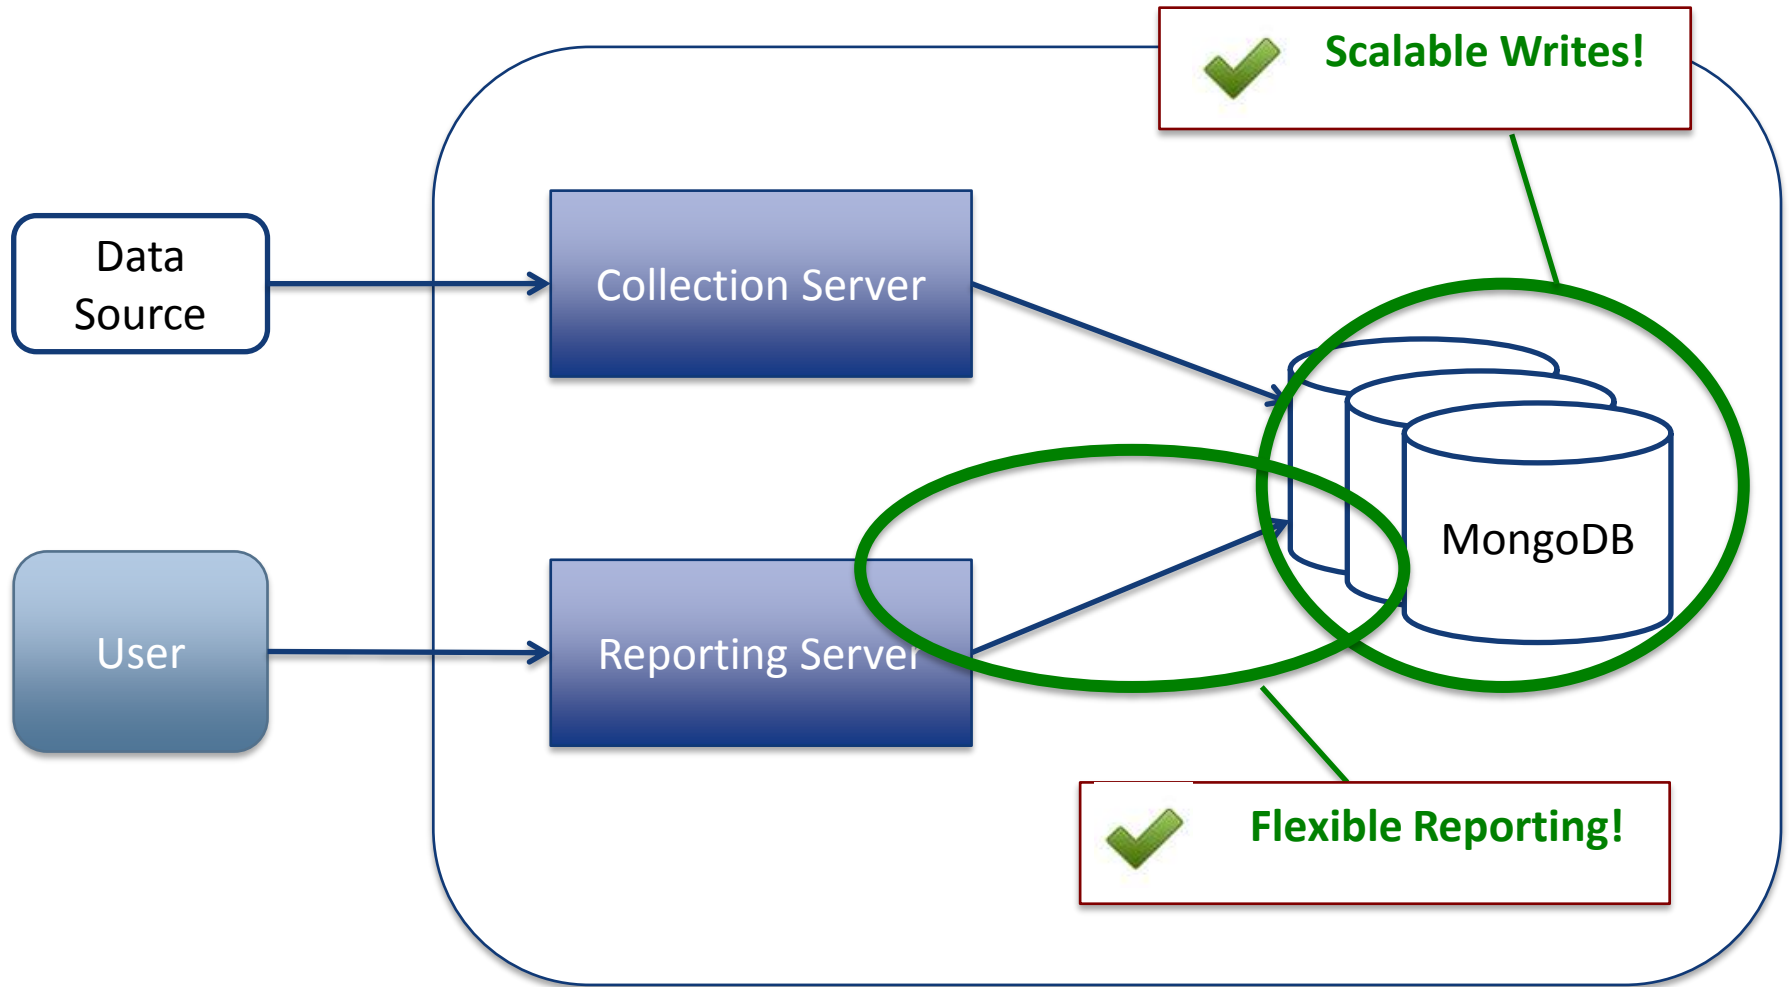 Scalable Writes!
Data
Source
Collection Server
MongoDB
User
Reporting Server
Flexible Reporting!